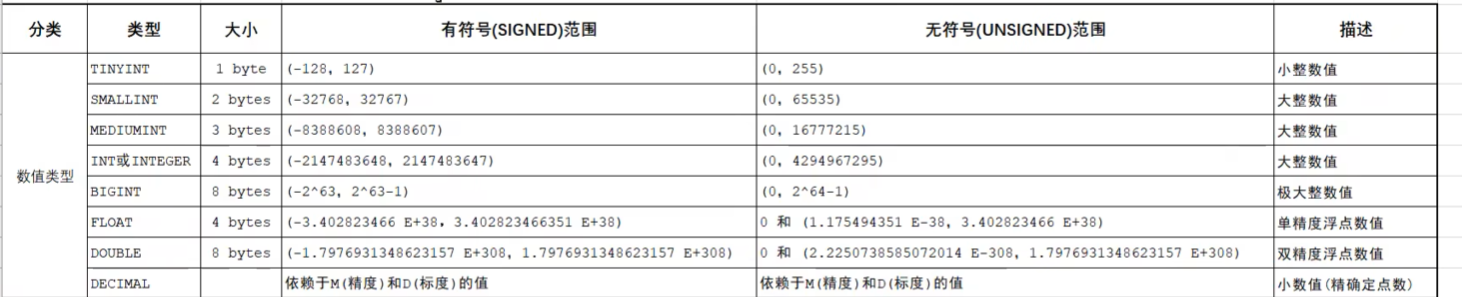 分类 类型 大小 有符号(SIGNED)范围 无符号(UNSIGNED)范围 描述
数值类型
TINYINT 1 byte (-128, 127) (0, 255) 小整数值
SMALLINT 2 bytes (-32768, 32767) (0, 65535) 大整数值
MEDIUMINT 3 bytes (-8388608, 8388607) (0, 16777215) 大整数值
INT或INTEGER 4 bytes (-2147483648, 2147483647) (0, 4294967295) 大整数值
BIGINT 8 bytes (-2^63, 2^63-1) (0, 2^64-1) 极大整数值
FLOAT 4 bytes (-3.402823466 E+38, 3.402823466351 E+38) 0 和 (1.175494351 E-38, 3.402823466 E+38) 单精度浮点数值
DOUBLE 8 bytes (-1.7976931348623157 E+308, 1.7976931348623157 E+308) 0 和 (2.2250738585072014 E-308, 1.7976931348623157 E+308) 双精度浮点数值
DECIMAL 依赖于M(精度)和D(标度)的值 依赖于M(精度)和D(标度)的值 小数值(精确定点数)